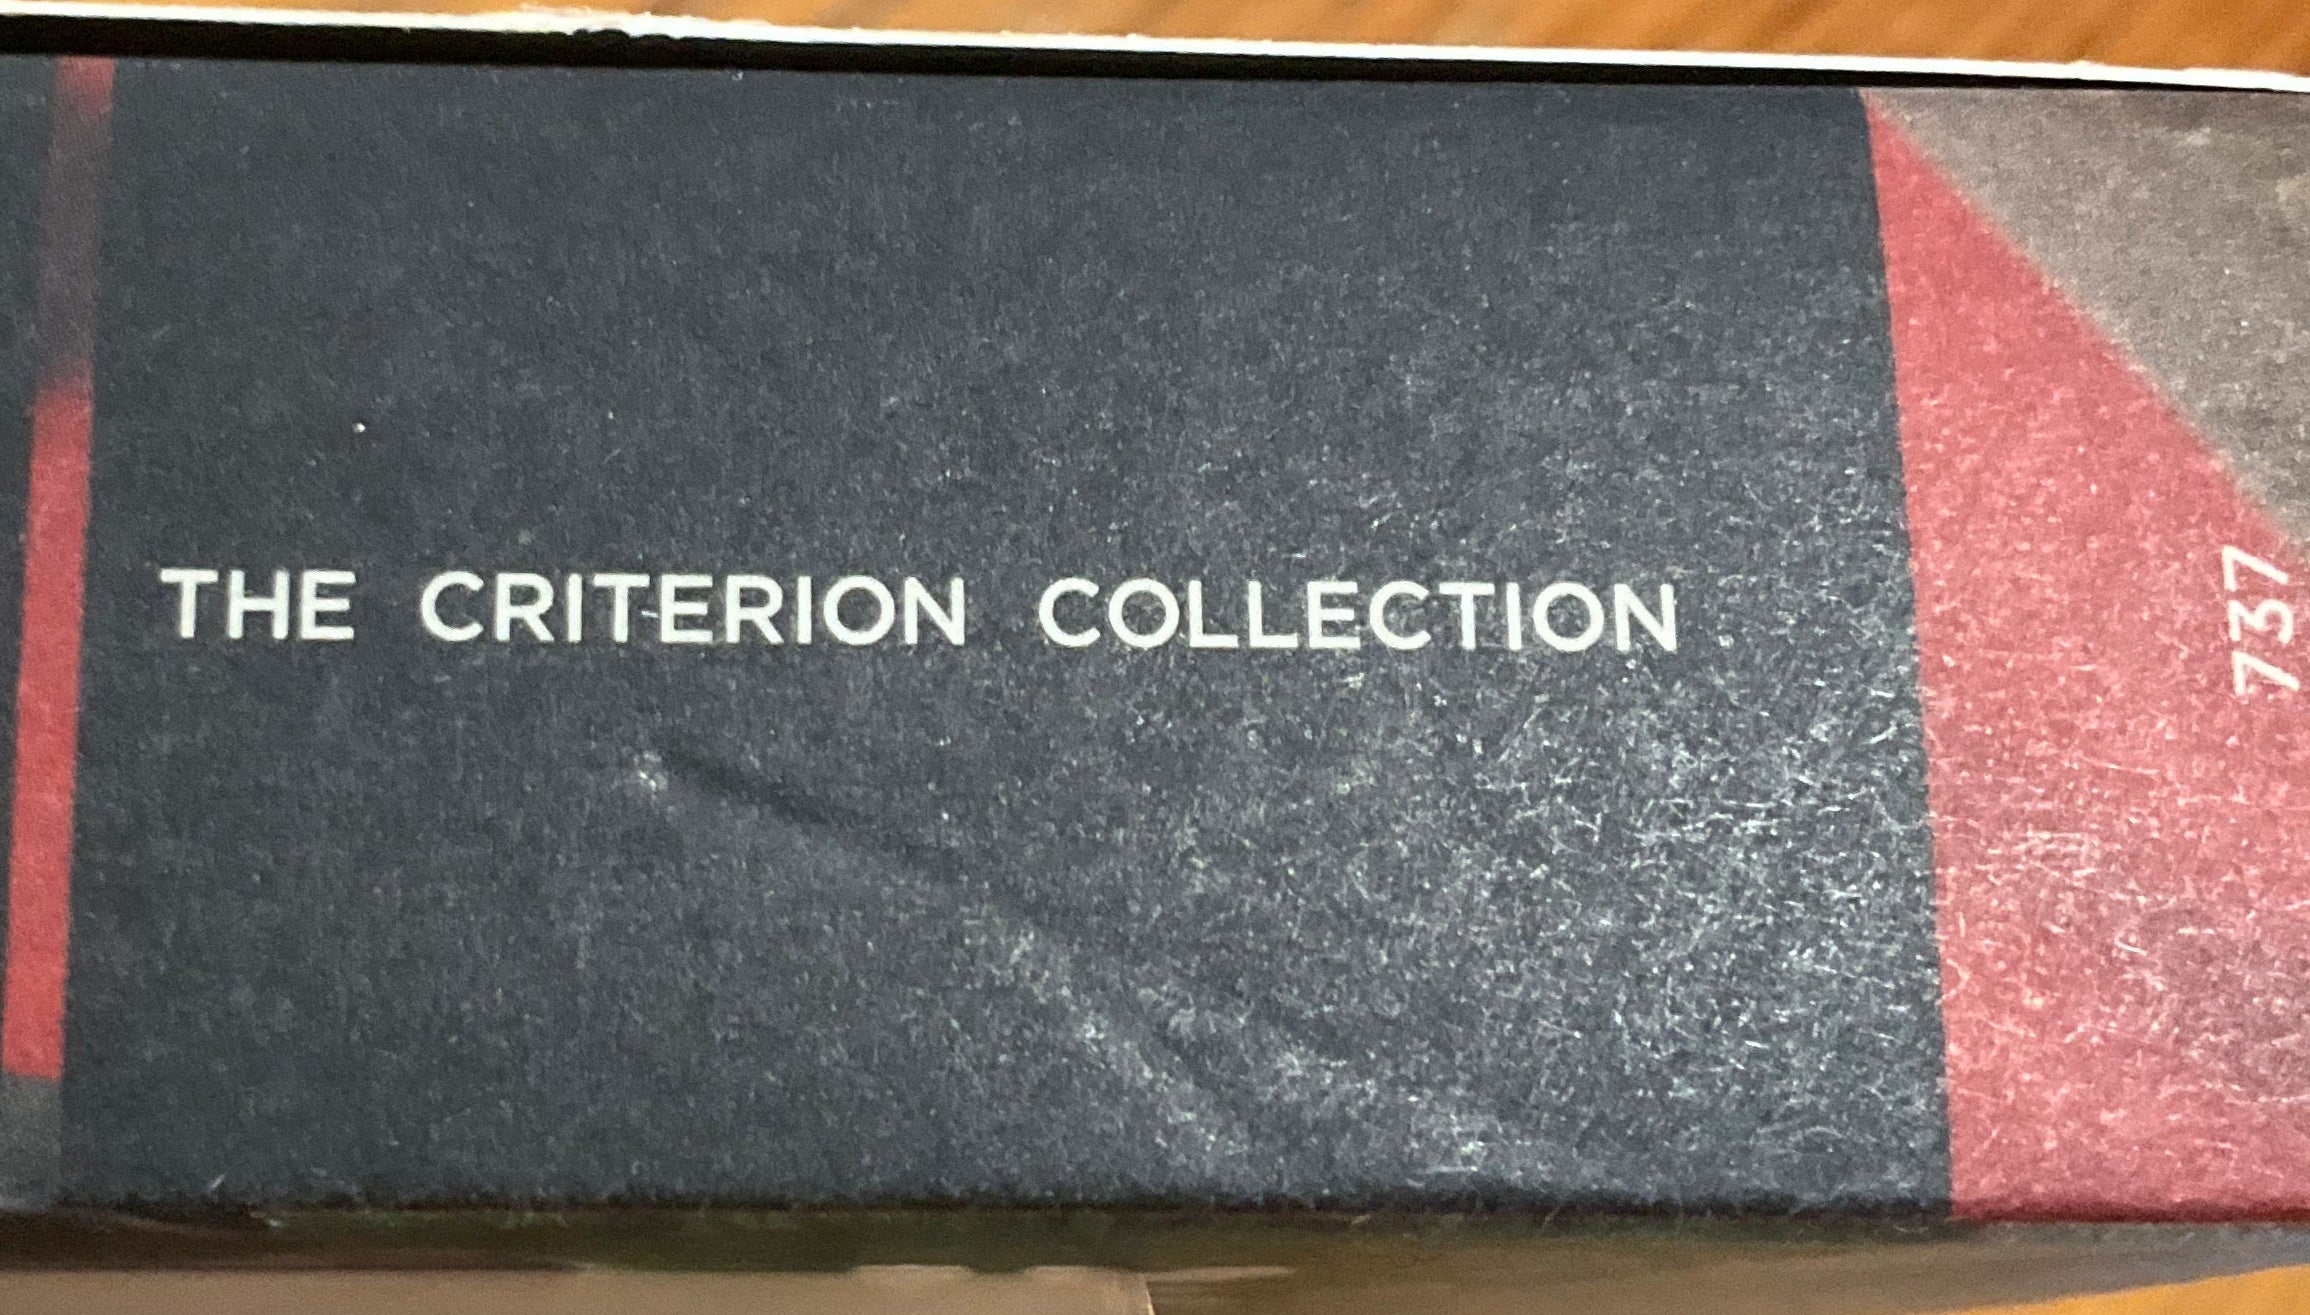 THE CRITERION COLLECTION
737